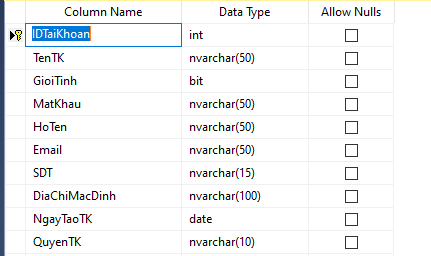 Column Name Data Type Allow Nulls
IDTaiKhoan int
TenTK nvarchar(50)
GioiTinh bit
MatKhau nvarchar(50)
HoTen nvarchar(50)
Email nvarchar(50)
SDT nvarchar(15)
DiaChiMacDinh nvarchar(100)
NgayTaoTK date
QuyenTK nvarchar(10)